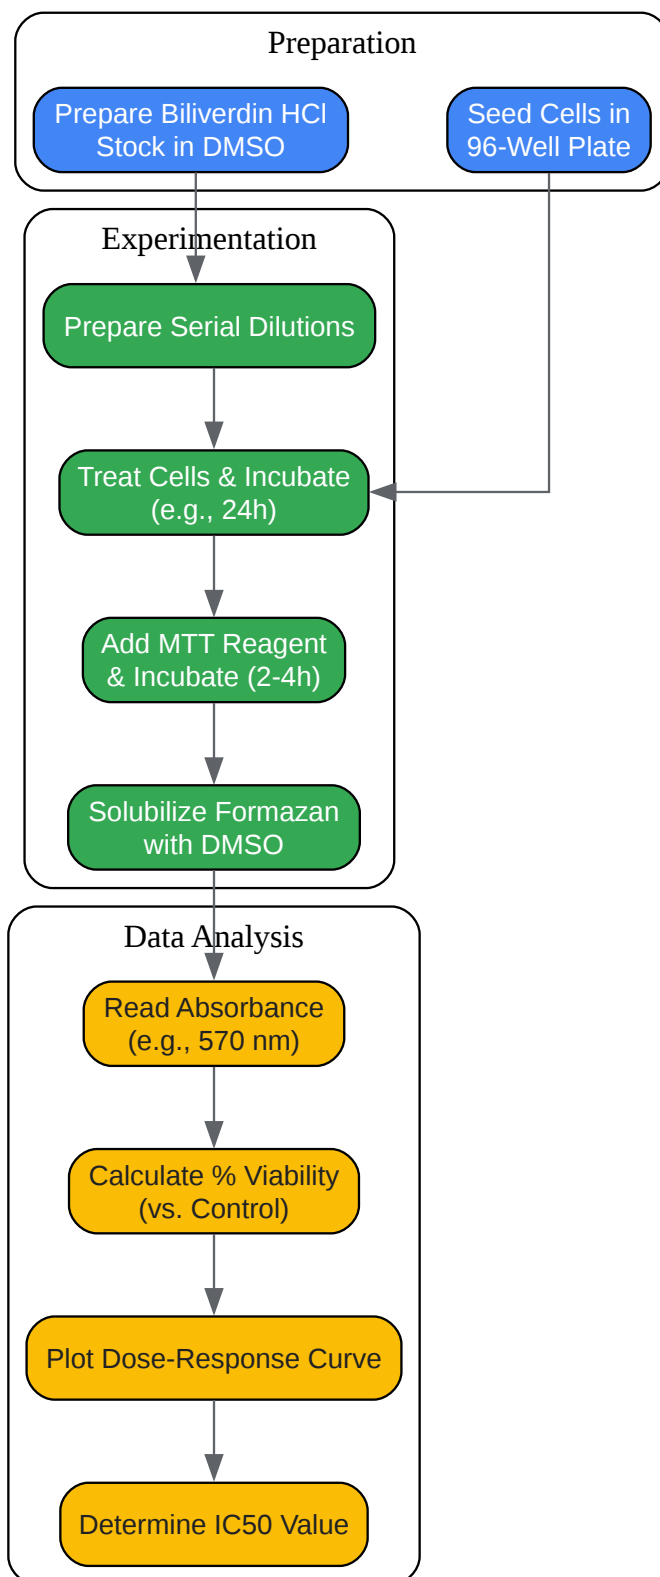 Preparation
Prepare Biliverdin HCl
Stock in DMSO
Seed Cells in
96-Well Plate
Experimentation
Prepare Serial Dilutions
Treat Cells & Incubate
(e.g., 24h)
Add MTT Reagent
& Incubate (2-4h)
Solubilize Formazan
with DMSO
Data Analysis
Read Absorbance
(e.g., 570 nm)
Calculate % Viability
(vs. Control)
Plot Dose-Response Curve
Determine IC50 Value